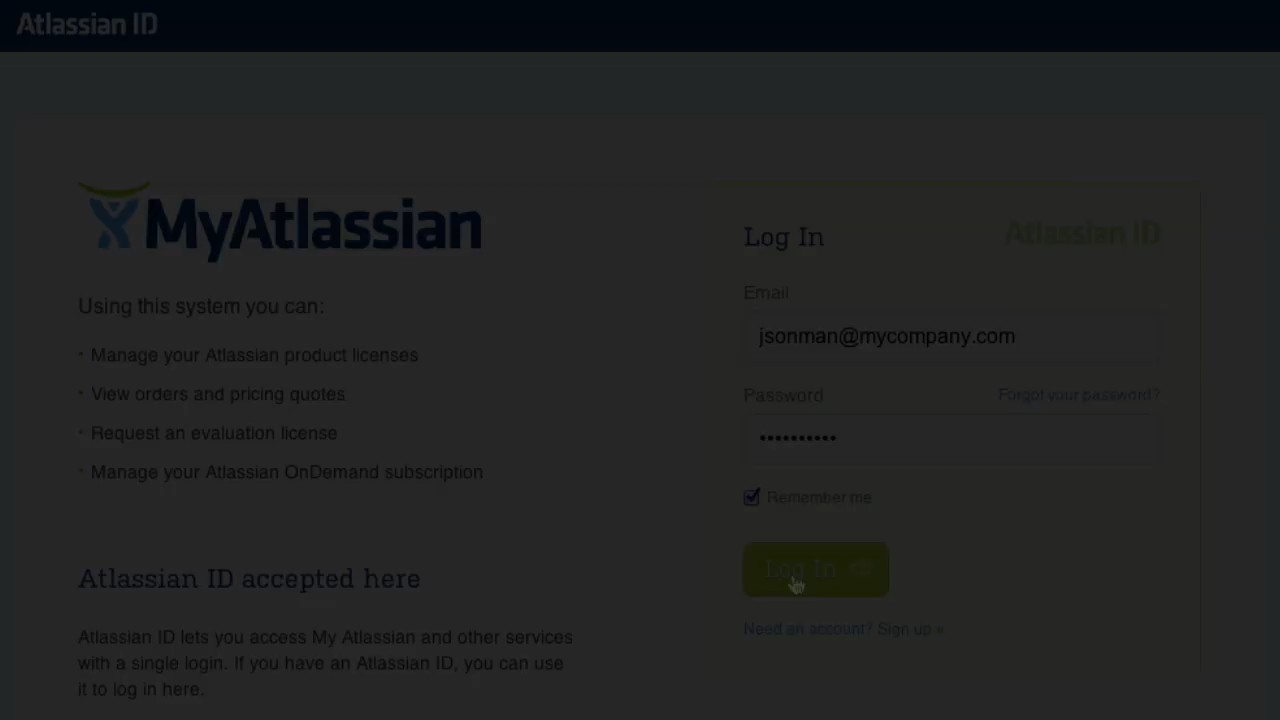 Atlassian ID
MyAtlassian
Using this system you can:
· Manage your Atlassian product licenses
· View orders and pricing quotes
· Request an evaluation license
· Manage your Atlassian OnDemand subscription
Atlassian ID accepted here
Atlassian ID lets you access My Atlassian and other services
with a single login. If you have an Atlassian ID, you can use
it to log in here.
Log In
Atlassian ID
Email
jsonman@mycompany.com
Password
Forgot your password?
••••••••••
Remember me
Log In
Need an account? Sign up »